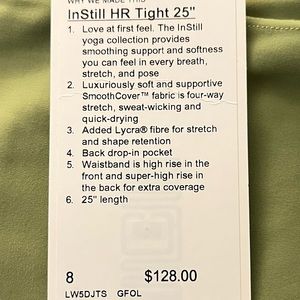 WHY WE MADE THIS
InStill HR Tight 25"
1. Love at first feel. The InStill
yoga collection provides
smoothing support and softness
you can feel in every breath,
stretch, and pose
2. Luxuriously soft and supportive
SmoothCover™ fabric is four-way
stretch, sweat-wicking and
quick-drying
3. Added Lycra® fibre for stretch
and shape retention
4. Back drop-in pocket
5. Waistband is high rise in the
front and super-high rise in
the back for extra coverage
6. 25" length
8 $128.00
LW5DJTS GFOL